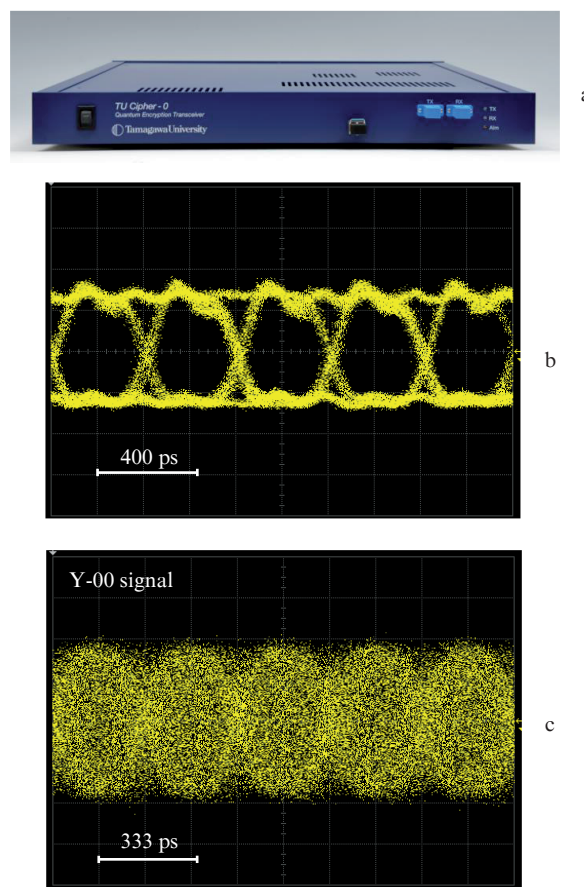 TU Cipher - 0
Quantum Encryption Transceiver
Tamagawa University
TX
RX
TX
RX
Alm
a
400 ps
b
Y-00 signal
333 ps
c